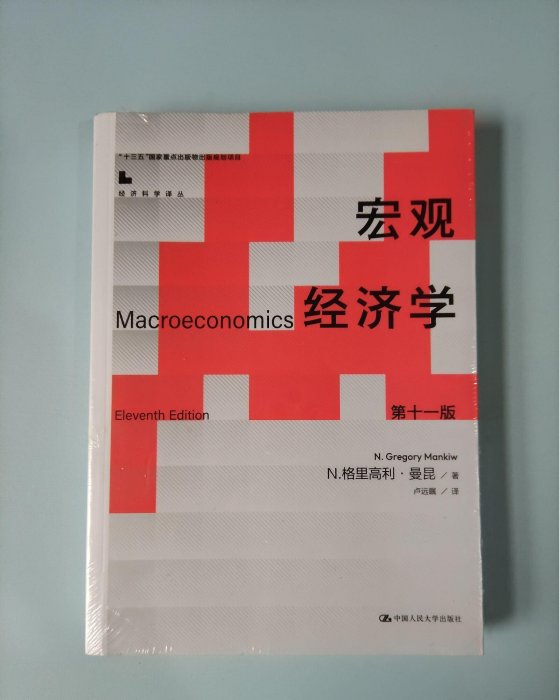 "十三五"国家重点出版物出版规划项目
经济科学译丛
宏观
Macroeconomics 经济学
Eleventh Edition 第十一版
N. Gregory Mankiw
N.格里高利·曼昆／著
卢远瞩／译
中国人民大学出版社